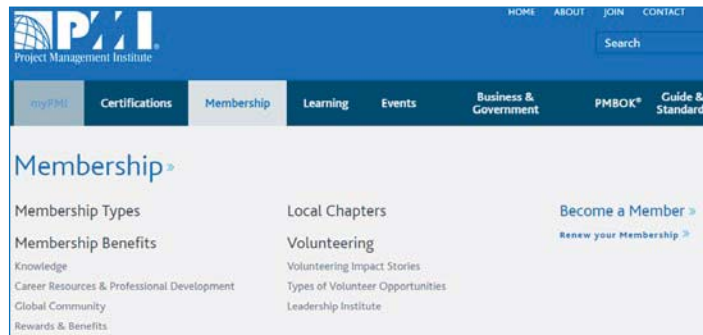 HOME ABOUT JOIN CONTACT
PMI®
Project Management Institute
Search
myPMI Certifications Membership Learning Events Business & Government PMBOK® Guide & Standard
Membership »
Membership Types
Membership Benefits
Knowledge
Career Resources & Professional Development
Global Community
Rewards & Benefits
Local Chapters
Volunteering
Volunteering Impact Stories
Types of Volunteer Opportunities
Leadership Institute
Become a Member »
Renew your Membership »